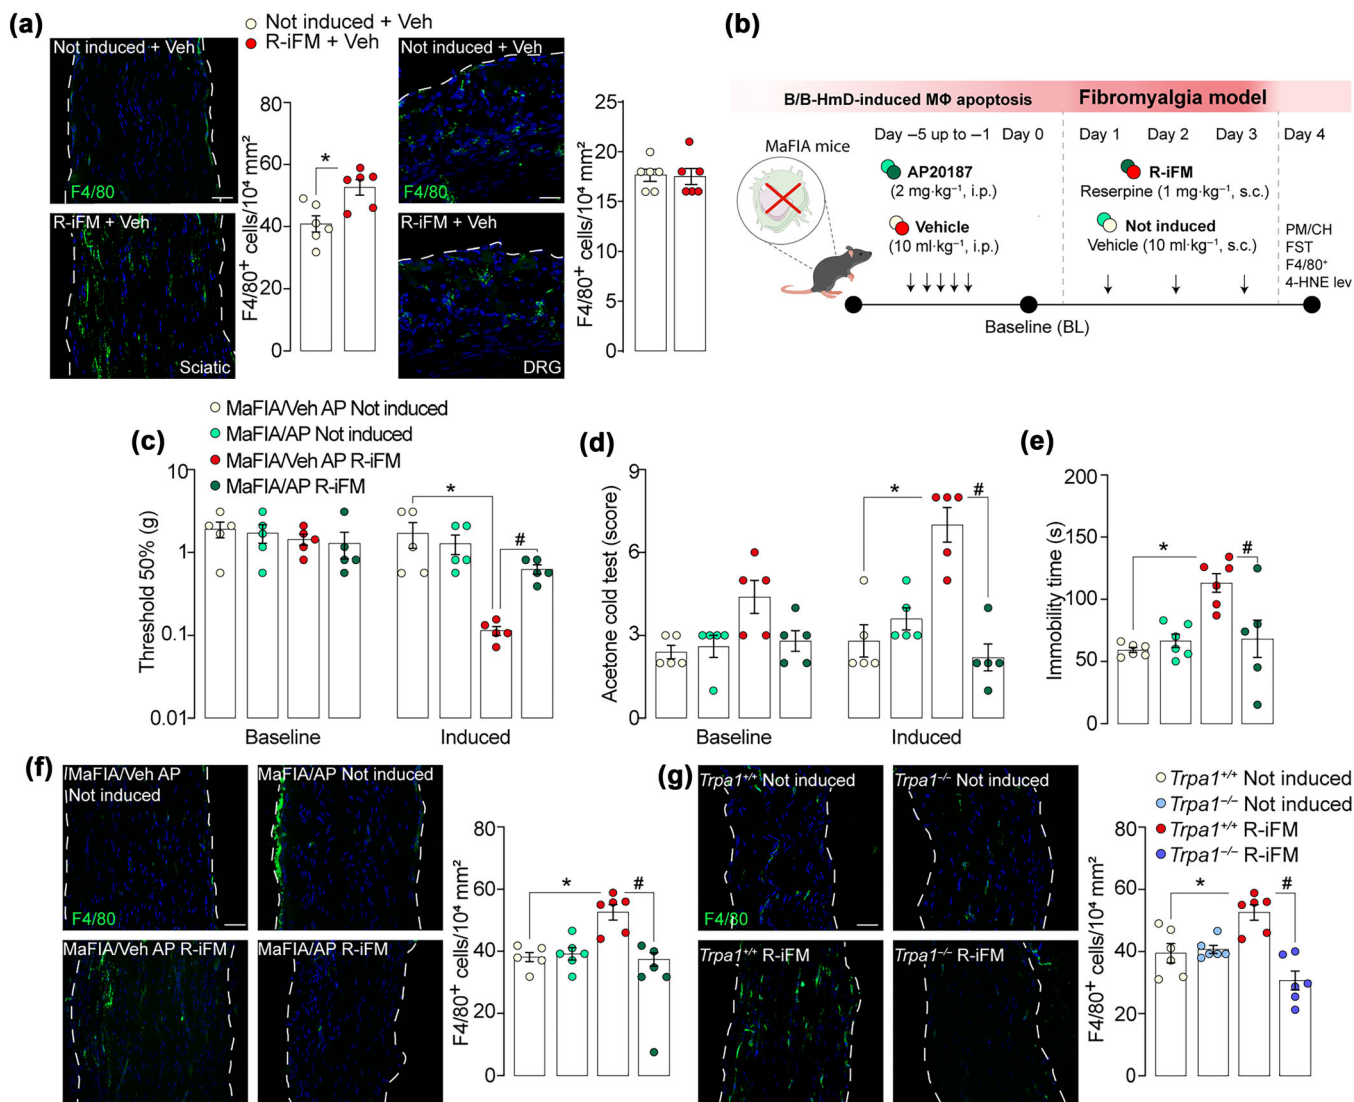 (a)
Not induced + Veh
R-iFM + Veh
Not induced + Veh
F4/80
R-iFM + Veh
Sciatic
F4/80⁺ cells/10⁴ mm²
80
60
40
20
0
*
Not induced + Veh
F4/80
R-iFM + Veh
DRG
F4/80⁺ cells/10⁴ mm²
25
20
15
10
5
0
(b)
B/B-HmD-induced MΦ apoptosis
Fibromyalgia model
Day –5 up to –1
Day 0
Day 1
Day 2
Day 3
Day 4
MaFIA mice
AP20187
(2 mg·kg⁻¹, i.p.)
Vehicle
(10 ml·kg⁻¹, i.p.)
R-iFM
Reserpine (1 mg·kg⁻¹, s.c.)
Not induced
Vehicle (10 ml·kg⁻¹, s.c.)
PM/CH
FST
F4/80⁺
4-HNE lev
Baseline (BL)
MaFIA/Veh AP Not induced
MaFIA/AP Not induced
MaFIA/Veh AP R-iFM
MaFIA/AP R-iFM
(c)
Threshold 50% (g)
10
1
0.1
0.01
*
#
Baseline
Induced
(d)
Acetone cold test (score)
9
6
3
0
*
#
Baseline
Induced
(e)
Immobility time (s)
200
150
100
50
0
*
#
(f)
MaFIA/Veh AP
Not induced
F4/80
MaFIA/AP Not induced
MaFIA/Veh AP R-iFM
MaFIA/AP R-iFM
F4/80⁺ cells/10⁴ mm²
80
60
40
20
0
*
#
(g)
Trpa1⁺/⁺ Not induced
F4/80
Trpa1⁻/⁻ Not induced
Trpa1⁺/⁺ R-iFM
Trpa1⁻/⁻ R-iFM
Trpa1⁺/⁺ Not induced
Trpa1⁻/⁻ Not induced
Trpa1⁺/⁺ R-iFM
Trpa1⁻/⁻ R-iFM
F4/80⁺ cells/10⁴ mm²
80
60
40
20
0
*
#